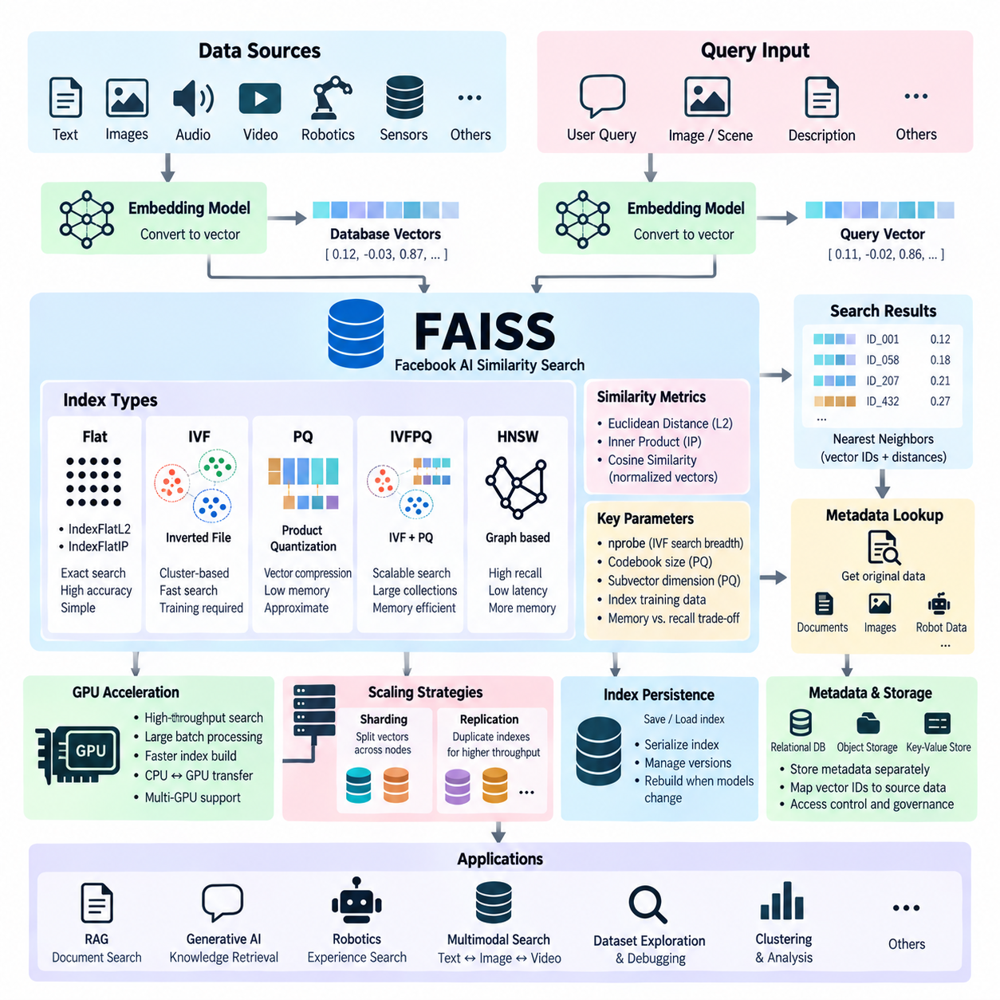 Data Sources
Text
Images
Audio
Video
Robotics
Sensors
...
Others
Query Input
User Query
Image / Scene
Description
...
Others
Embedding Model
Convert to vector
Database Vectors
[ 0.12, -0.03, 0.87, ... ]
Embedding Model
Convert to vector
Query Vector
[ 0.11, -0.02, 0.86, ... ]
FAISS
Facebook AI Similarity Search
Index Types
Flat
• IndexFlatL2
• IndexFlatIP
Exact search
High accuracy
Simple
IVF
Inverted File
Cluster-based
Fast search
Training required
PQ
Product
Quantization
Vector compression
Low memory
Approximate
IVFPQ
IVF + PQ
Scalable search
Large collections
Memory efficient
HNSW
Graph based
High recall
Low latency
More memory
Similarity Metrics
• Euclidean Distance (L2)
• Inner Product (IP)
• Cosine Similarity
(normalized vectors)
Key Parameters
• nprobe (IVF search breadth)
• Codebook size (PQ)
• Subvector dimension (PQ)
• Index training data
• Memory vs. recall trade-off
Search Results
ID_001 0.12
ID_058 0.18
ID_207 0.21
ID_432 0.27
...
Nearest Neighbors
(vector IDs + distances)
Metadata Lookup
Get original data
Documents
Images
Robot Data
...
GPU Acceleration
GPU
• High-throughput search
• Large batch processing
• Faster index build
• CPU ↔ GPU transfer
• Multi-GPU support
Scaling Strategies
Sharding
Split vectors
across nodes
Replication
Duplicate indexes
for higher throughput
...
Index Persistence
Save / Load index
• Serialize index
• Manage versions
• Rebuild when models
change
Metadata & Storage
Relational DB
Object Storage
Key-Value Store
• Store metadata separately
• Map vector IDs to source data
• Access control and governance
Applications
RAG
Document Search
Generative AI
Knowledge Retrieval
Robotics
Experience Search
Multimodal Search
Text ↔ Image ↔ Video
Dataset Exploration
& Debugging
Clustering
& Analysis
...
Others